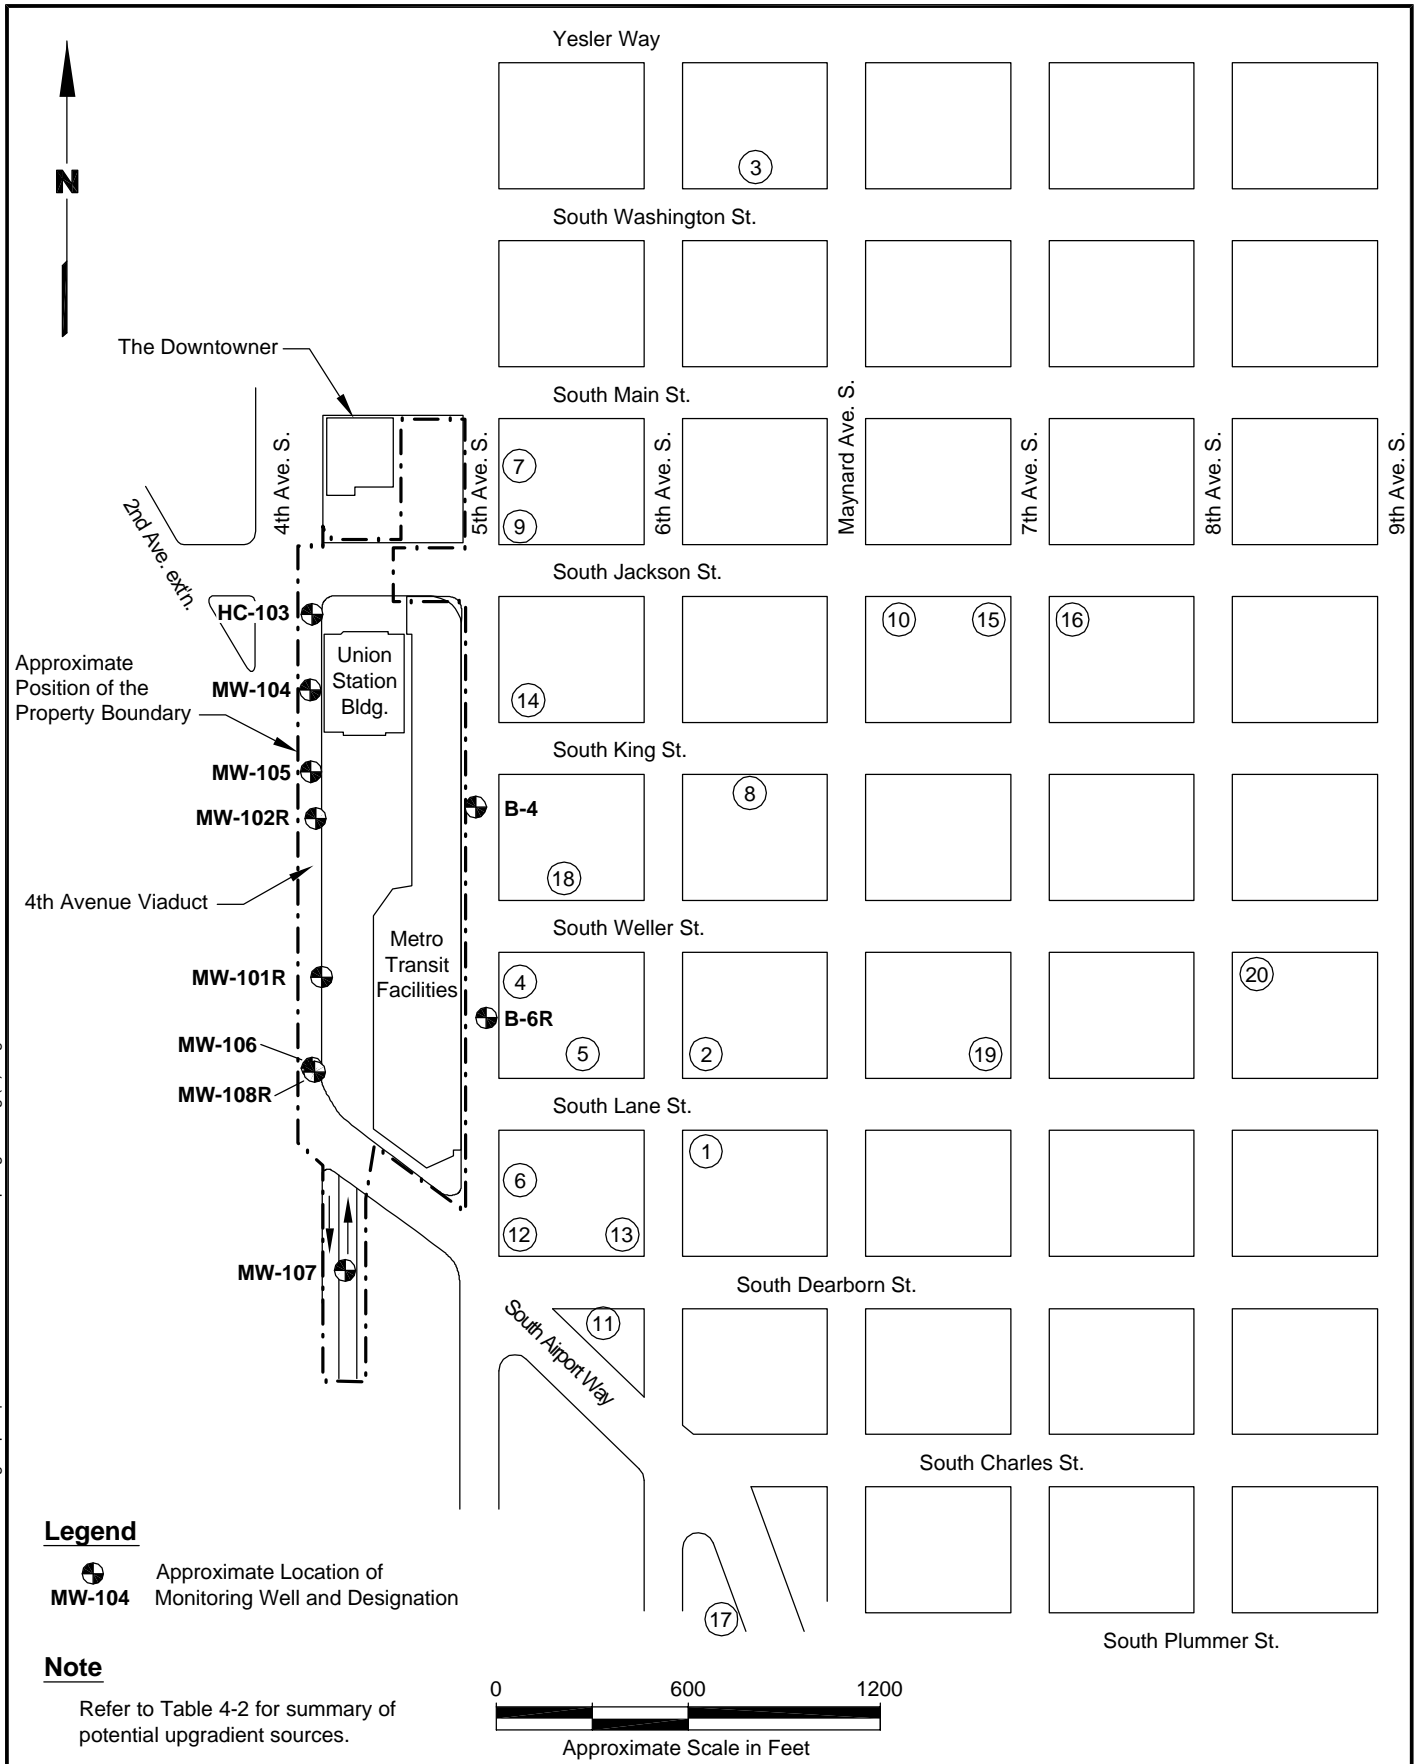 Yesler Way
N
3
South Washington St.
The Downtowner
South Main St.
4th Ave. S.
5th Ave. S.
6th Ave. S.
Maynard Ave. S.
7th Ave. S.
8th Ave. S.
9th Ave. S.
7
9
2nd Ave. ext'n.
South Jackson St.
HC-103
10
15
16
Union
Station
Bldg.
Approximate
Position of the
Property Boundary
MW-104
14
South King St.
MW-105
MW-102R
B-4
8
18
4th Avenue Viaduct
South Weller St.
Metro
Transit
Facilities
MW-101R
4
20
B-6R
5
2
19
MW-106
MW-108R
South Lane St.
1
6
12
13
MW-107
South Dearborn St.
11
South Airport Way
South Charles St.
17
South Plummer St.
Legend
Approximate Location of
MW-104 Monitoring Well and Designation
Note
Refer to Table 4-2 for summary of
potential upgradient sources.
0 600 1200
Approximate Scale in Feet